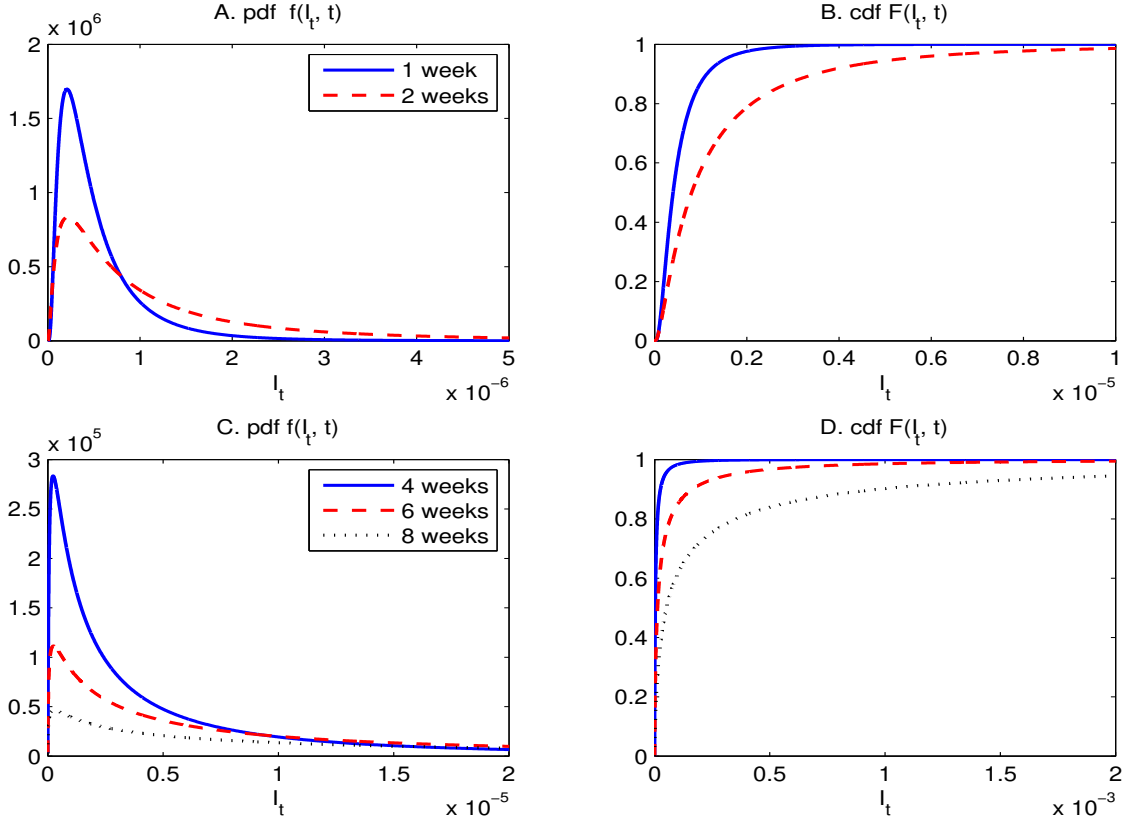 A. pdf f(I_t, t)
x 10^6
2
1.5
1
0.5
0
0 1 2 3 4 5
I_t
x 10^-6
1 week
2 weeks
B. cdf F(I_t, t)
1
0.8
0.6
0.4
0.2
0
0 0.2 0.4 0.6 0.8 1
I_t
x 10^-5
C. pdf f(I_t, t)
x 10^5
3
2.5
2
1.5
1
0.5
0
0 0.5 1 1.5 2
I_t
x 10^-5
4 weeks
6 weeks
8 weeks
D. cdf F(I_t, t)
1
0.8
0.6
0.4
0.2
0
0 0.5 1 1.5 2
I_t
x 10^-3